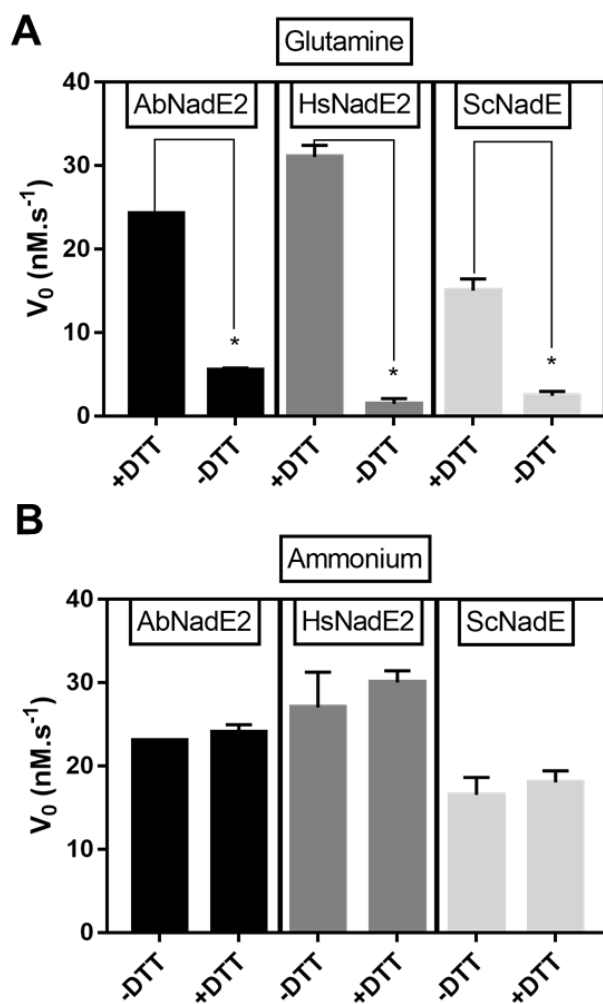 A
Glutamine
40
AbNadE2 HsNadE2 ScNadE
30
V₀ (nM.s⁻¹)
20
10
* * *
0
+DTT -DTT +DTT -DTT +DTT -DTT
B
Ammonium
40
AbNadE2 HsNadE2 ScNadE
30
V₀ (nM.s⁻¹)
20
10
0
-DTT +DTT -DTT +DTT -DTT +DTT